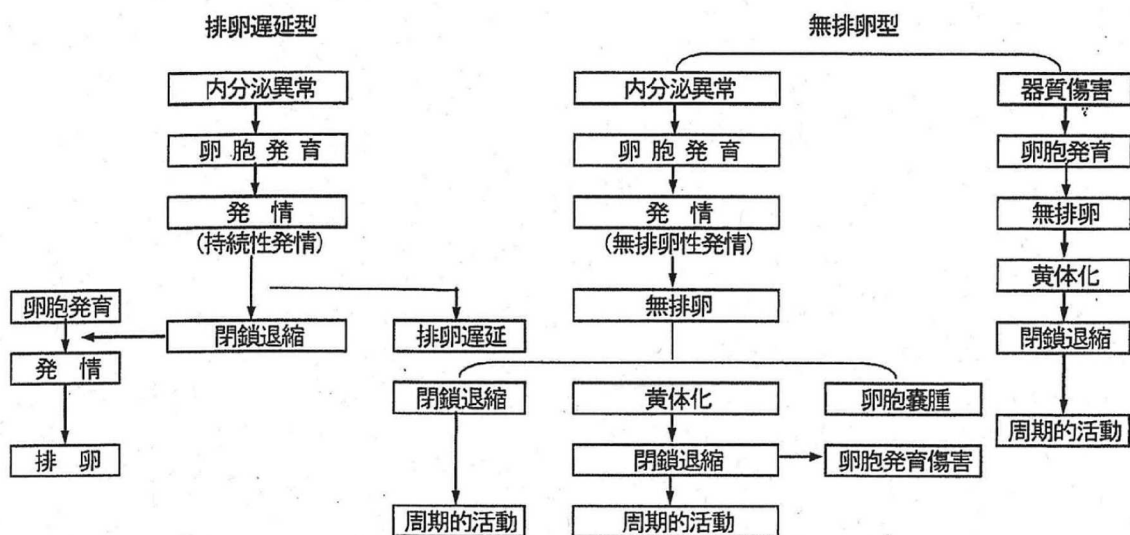 排卵遅延型
内分泌異常
卵胞発育
発情
(持続性発情)
卵胞発育
閉鎖退縮
排卵遅延
発情
排卵
無排卵型
内分泌異常
卵胞発育
発情
(無排卵性発情)
無排卵
閉鎖退縮
黄体化
卵胞嚢腫
閉鎖退縮
卵胞発育傷害
周期的活動
周期的活動
器質傷害
卵胞発育
無排卵
黄体化
閉鎖退縮
周期的活動